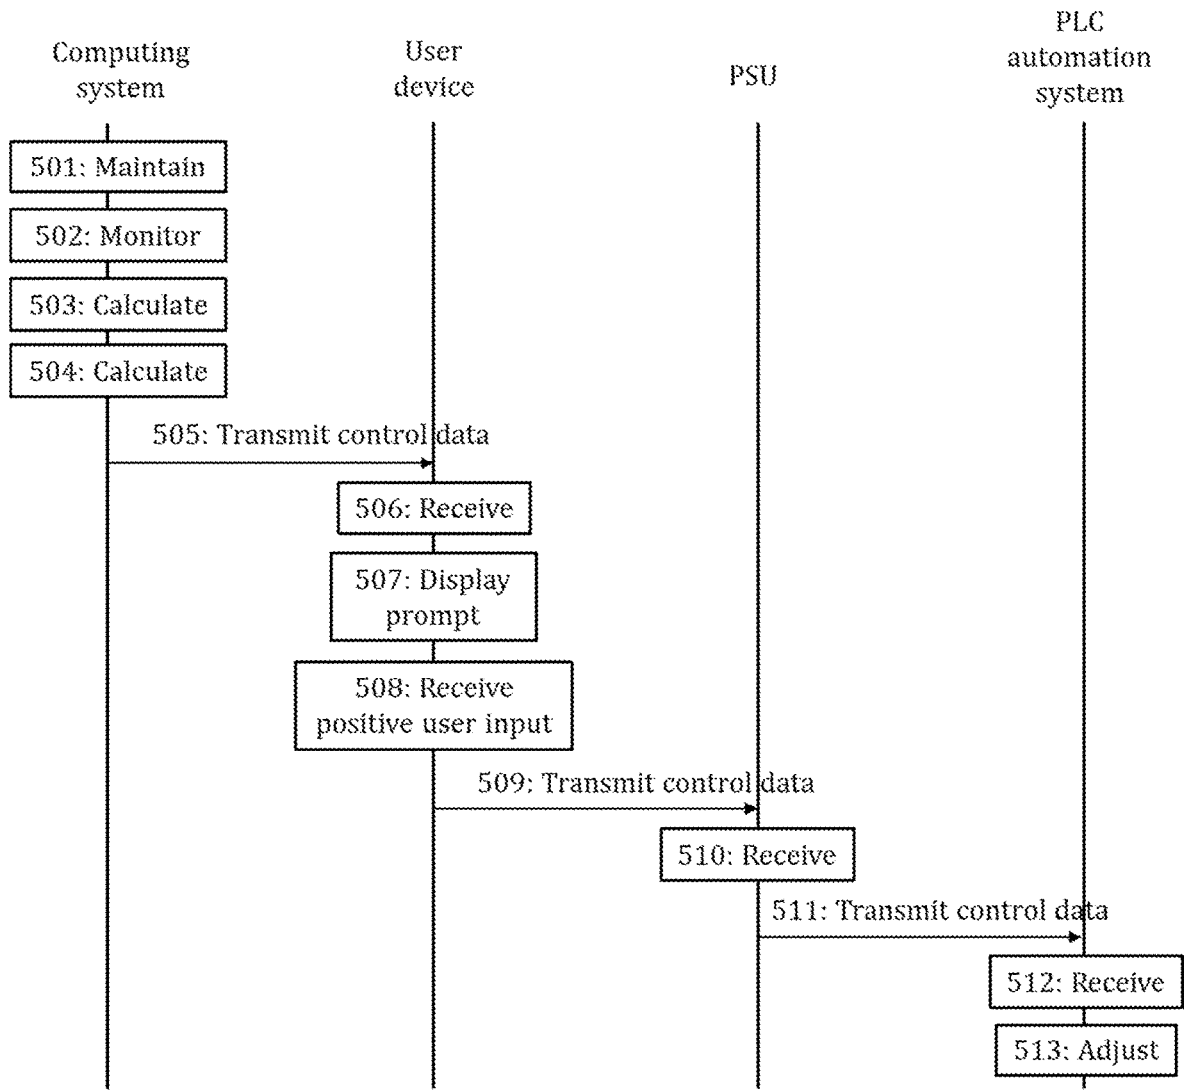 Computing
system
User
device
PSU
PLC
automation
system
501: Maintain
502: Monitor
503: Calculate
504: Calculate
505: Transmit control data
506: Receive
507: Display
prompt
508: Receive
positive user input
509: Transmit control data
510: Receive
511: Transmit control data
512: Receive
513: Adjust